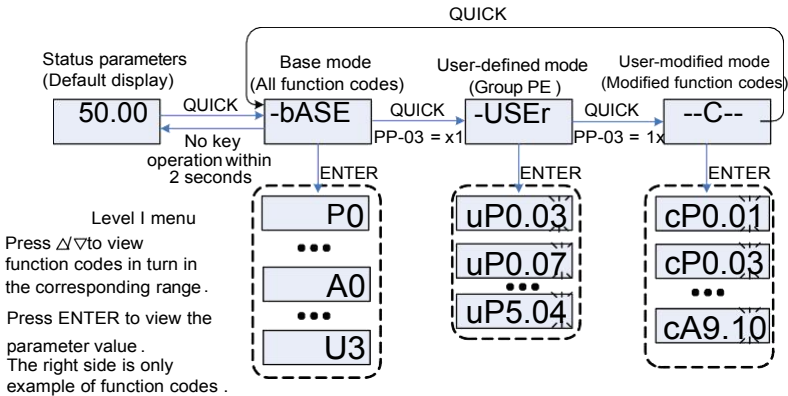 QUICK
Status parameters
(Default display)
Base mode
(All function codes)
User-defined mode
(Group PE )
User-modified mode
(Modified function codes)
50.00
QUICK
-bASE
QUICK
-USEr
QUICK
--C--
No key
operation within
2 seconds
PP-03 = x1
PP-03 = 1x
ENTER
ENTER
ENTER
Level I menu
Press △/▽to view
function codes in turn in
the corresponding range .
Press ENTER to view the
parameter value .
The right side is only
example of function codes .
P0
•••
A0
•••
U3
uP0.03
uP0.07
•••
uP5.04
cP0.01
cP0.03
•••
cA9.10